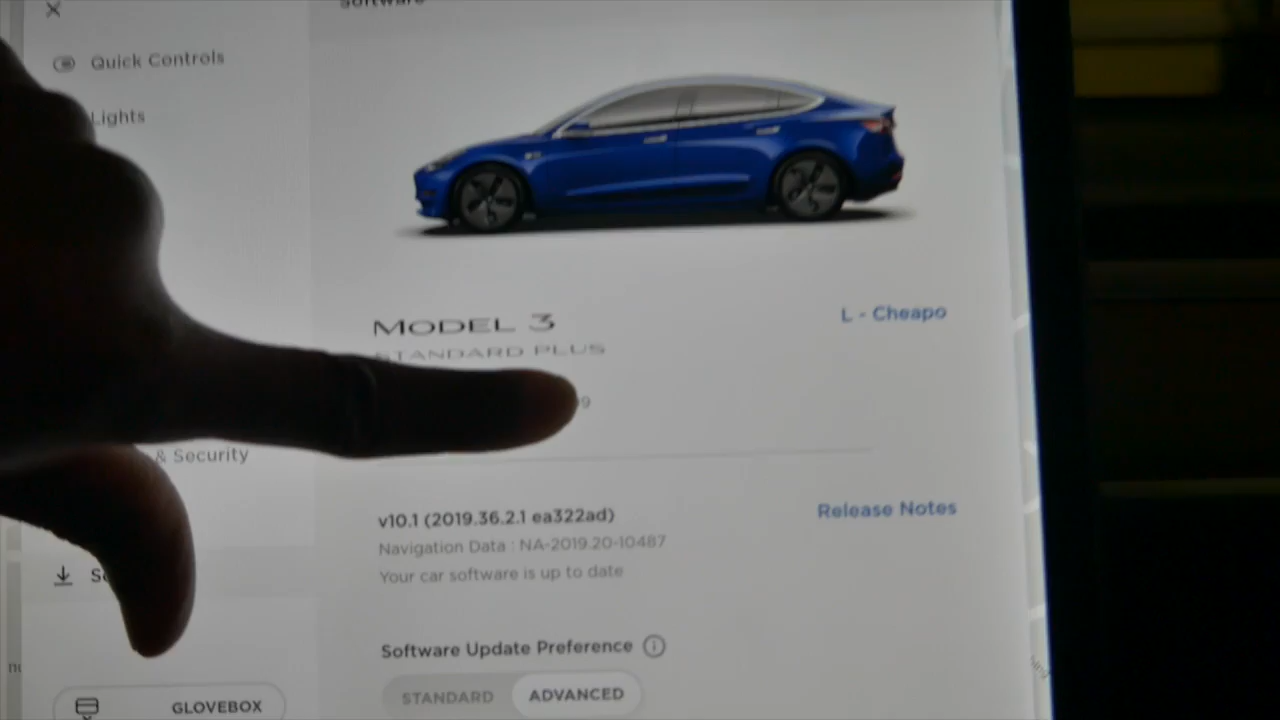 Software
Quick Controls
Lights
MODEL 3
L - Cheapo
STANDARD PLUS
& Security
v10.1 (2019.36.2.1 ea322ad)
Release Notes
Navigation Data : NA-2019.20-10487
Your car software is up to date
Software Update Preference
STANDARD
ADVANCED
GLOVEBOX